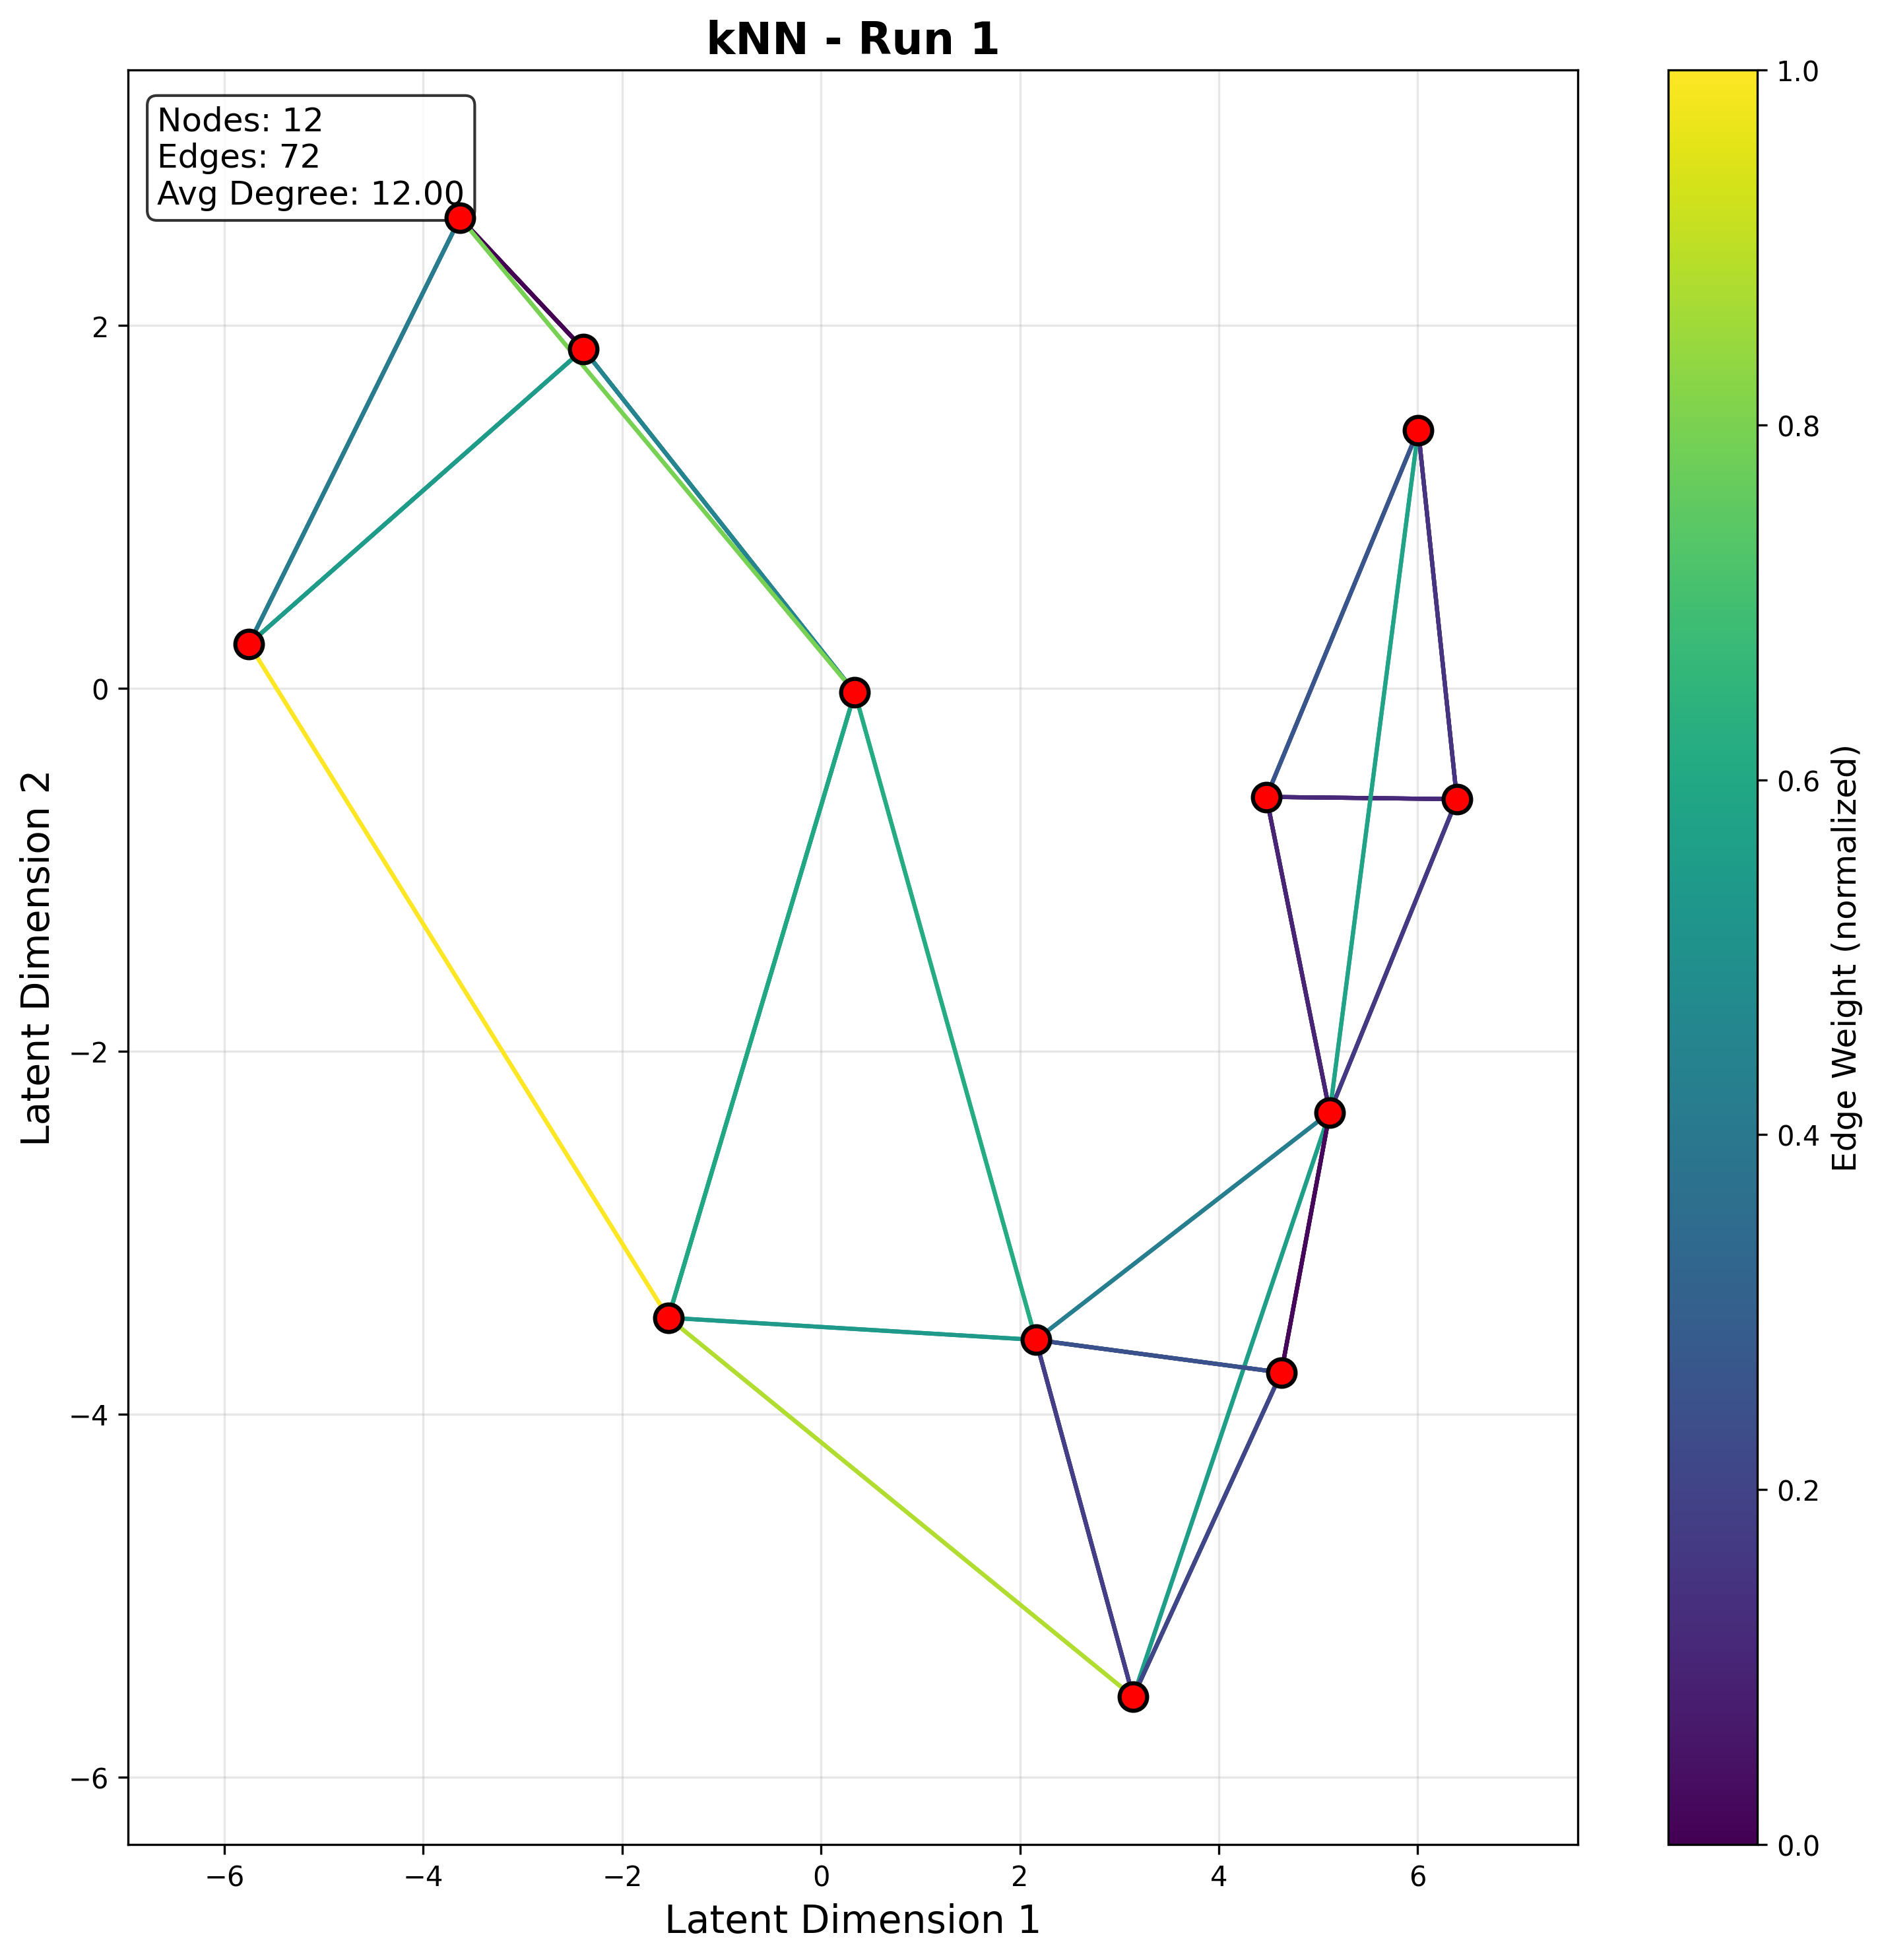 kNN - Run 1
Nodes: 12
Edges: 72
Avg Degree: 12.00
2
0
−2
−4
−6
Latent Dimension 2
−6
−4
−2
0
2
4
6
Latent Dimension 1
1.0
0.8
0.6
0.4
0.2
0.0
Edge Weight (normalized)